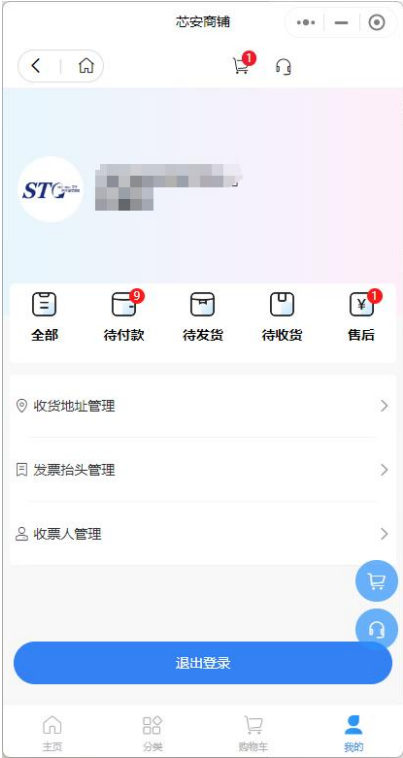 芯安商铺
1
STC
全部
待付款
9
待发货
待收货
售后
1
收货地址管理
发票抬头管理
收票人管理
退出登录
主页
分类
购物车
我的